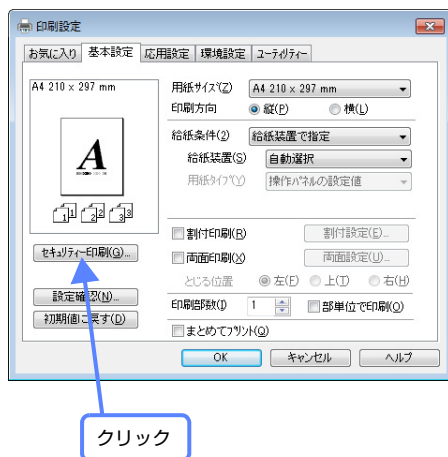 印刷設定
お気に入り 基本設定 応用設定 環境設定 ユーティリティー
A4 210 x 297 mm
用紙サイズ(Z) A4 210 x 297 mm
印刷方向 縦(P) 横(L)
給紙条件(2) 給紙装置で指定
給紙装置(S) 自動選択
用紙タイプ(Y) 操作パネルの設定値
A
1 1 2 2 3 3
割付印刷(R) 割付設定(E)...
セキュリティー印刷(G)...
両面印刷(X) 両面設定(U)...
とじる位置 左(F) 上(T) 右(H)
設定確認(N)...
印刷部数(I) 1 部単位で印刷(O)
初期値に戻す(D)
まとめてプリント(Q)
OK キャンセル ヘルプ
クリック